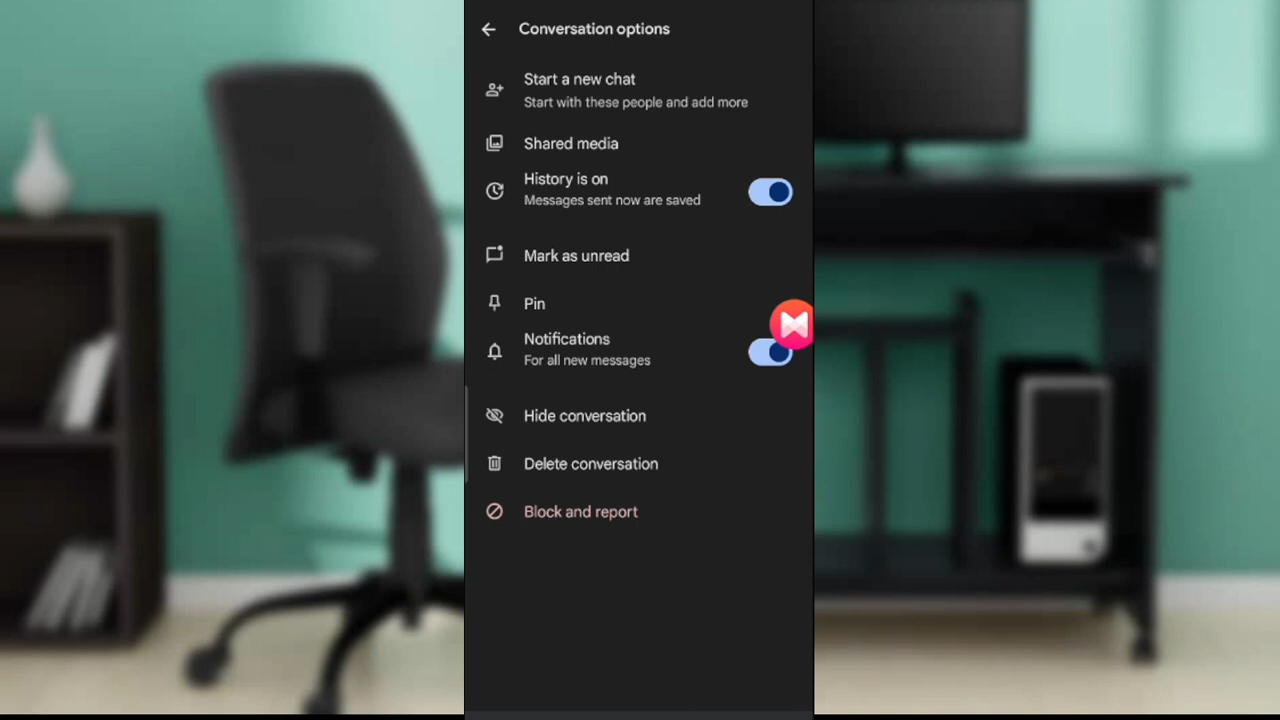 Conversation options
Start a new chat
Start with these people and add more
Shared media
History is on
Messages sent now are saved
Mark as unread
Pin
Notifications
For all new messages
Hide conversation
Delete conversation
Block and report